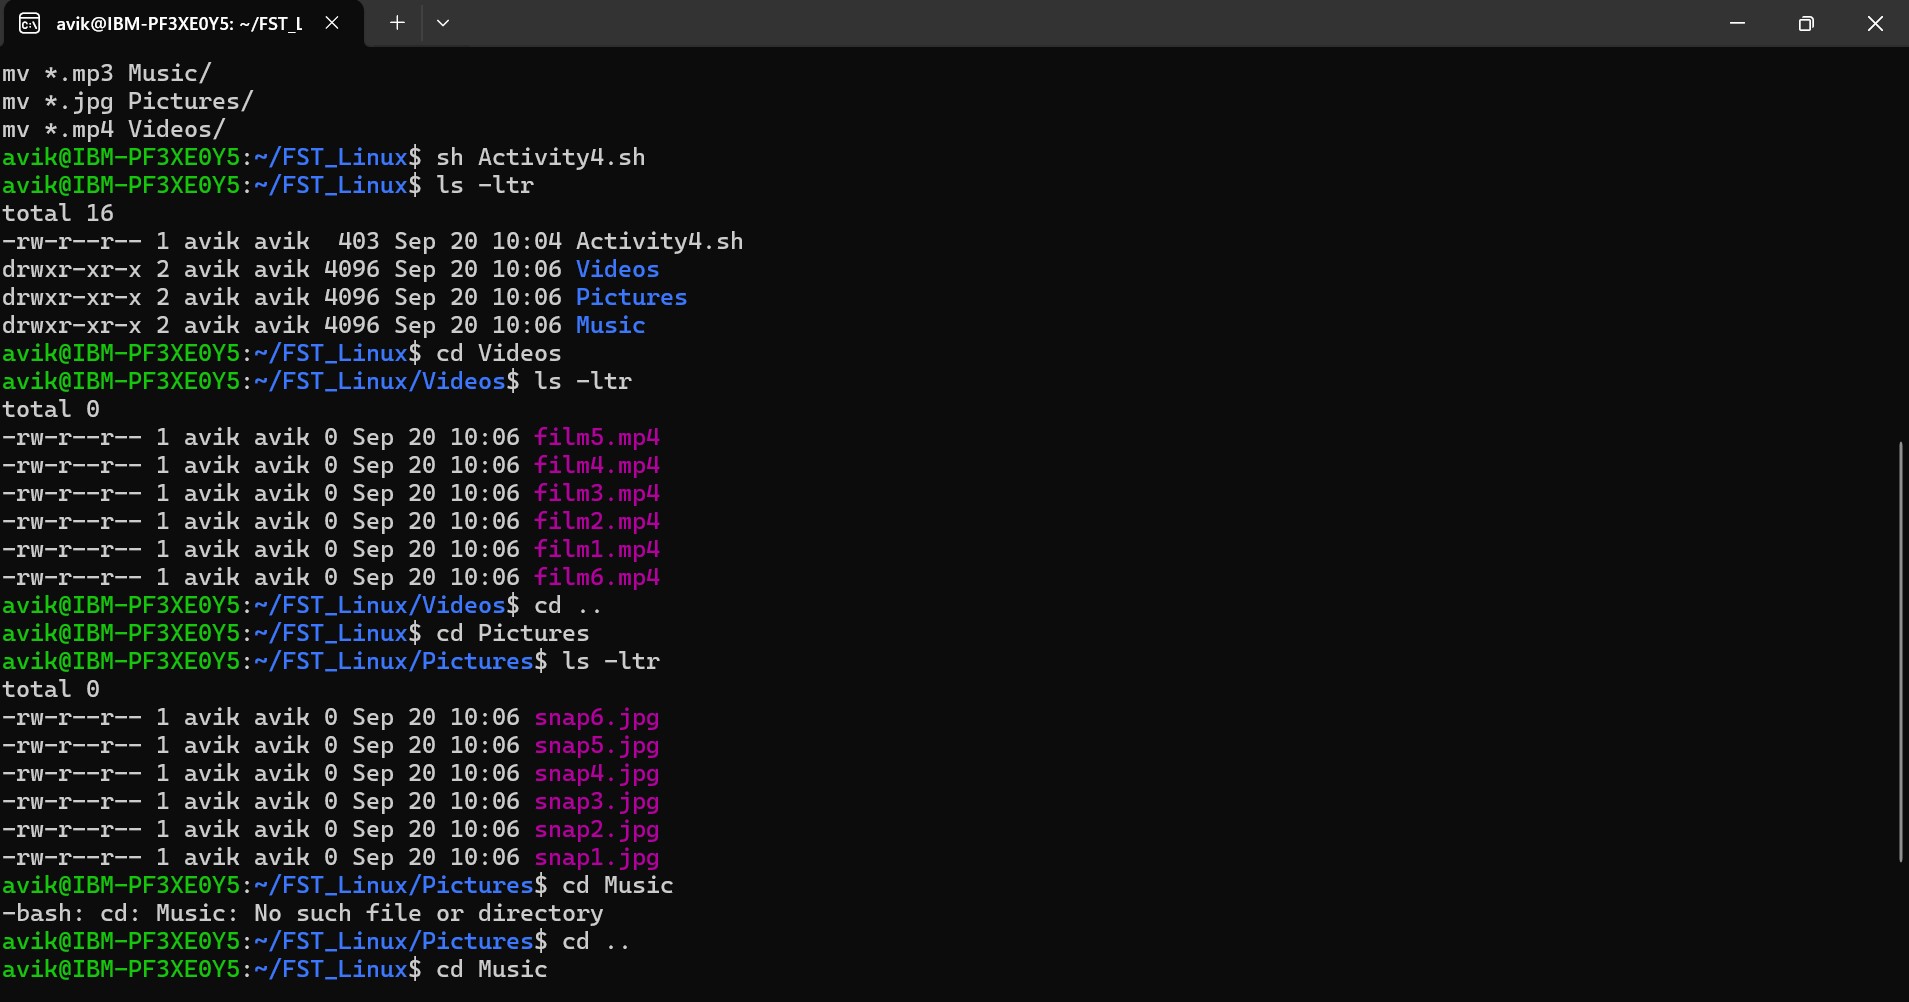 avik@IBM-PF3XE0Y5: ~/FST_L
mv *.mp3 Music/
mv *.jpg Pictures/
mv *.mp4 Videos/
avik@IBM-PF3XE0Y5:~/FST_Linux$ sh Activity4.sh
avik@IBM-PF3XE0Y5:~/FST_Linux$ ls -ltr
total 16
-rw-r--r-- 1 avik avik  403 Sep 20 10:04 Activity4.sh
drwxr-xr-x 2 avik avik 4096 Sep 20 10:06 Videos
drwxr-xr-x 2 avik avik 4096 Sep 20 10:06 Pictures
drwxr-xr-x 2 avik avik 4096 Sep 20 10:06 Music
avik@IBM-PF3XE0Y5:~/FST_Linux$ cd Videos
avik@IBM-PF3XE0Y5:~/FST_Linux/Videos$ ls -ltr
total 0
-rw-r--r-- 1 avik avik 0 Sep 20 10:06 film5.mp4
-rw-r--r-- 1 avik avik 0 Sep 20 10:06 film4.mp4
-rw-r--r-- 1 avik avik 0 Sep 20 10:06 film3.mp4
-rw-r--r-- 1 avik avik 0 Sep 20 10:06 film2.mp4
-rw-r--r-- 1 avik avik 0 Sep 20 10:06 film1.mp4
-rw-r--r-- 1 avik avik 0 Sep 20 10:06 film6.mp4
avik@IBM-PF3XE0Y5:~/FST_Linux/Videos$ cd ..
avik@IBM-PF3XE0Y5:~/FST_Linux$ cd Pictures
avik@IBM-PF3XE0Y5:~/FST_Linux/Pictures$ ls -ltr
total 0
-rw-r--r-- 1 avik avik 0 Sep 20 10:06 snap6.jpg
-rw-r--r-- 1 avik avik 0 Sep 20 10:06 snap5.jpg
-rw-r--r-- 1 avik avik 0 Sep 20 10:06 snap4.jpg
-rw-r--r-- 1 avik avik 0 Sep 20 10:06 snap3.jpg
-rw-r--r-- 1 avik avik 0 Sep 20 10:06 snap2.jpg
-rw-r--r-- 1 avik avik 0 Sep 20 10:06 snap1.jpg
avik@IBM-PF3XE0Y5:~/FST_Linux/Pictures$ cd Music
-bash: cd: Music: No such file or directory
avik@IBM-PF3XE0Y5:~/FST_Linux/Pictures$ cd ..
avik@IBM-PF3XE0Y5:~/FST_Linux$ cd Music